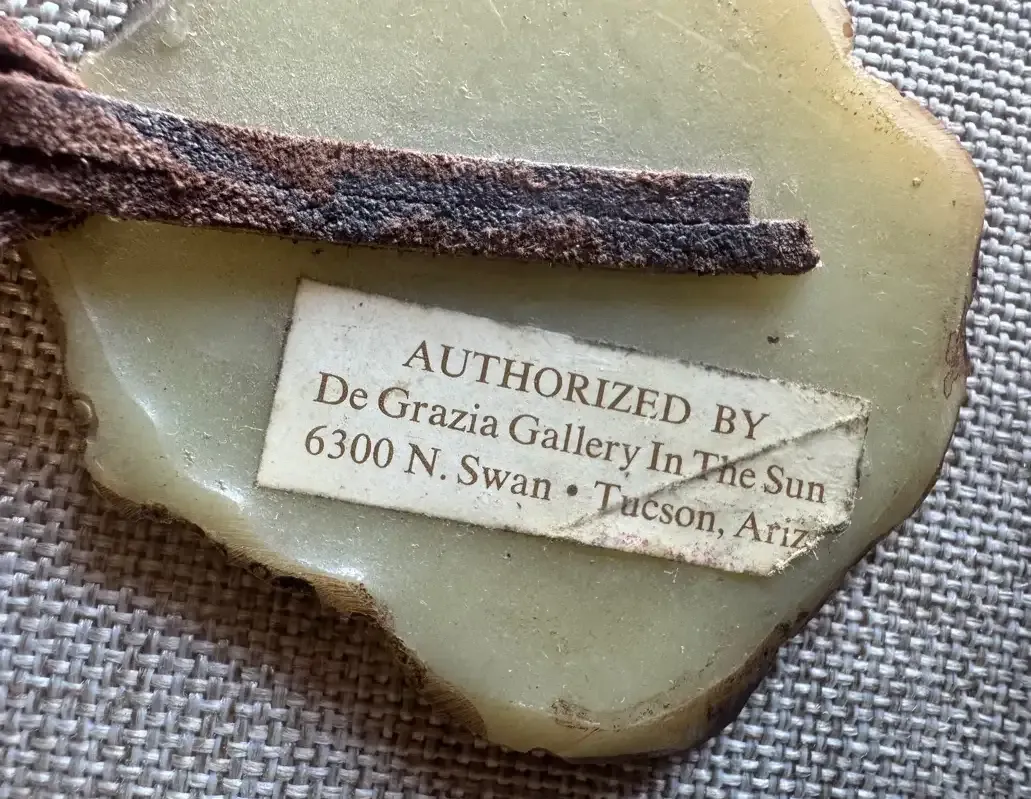 AUTHORIZED BY
De Grazia Gallery In The Sun
6300 N. Swan • Tucson, Ariz.